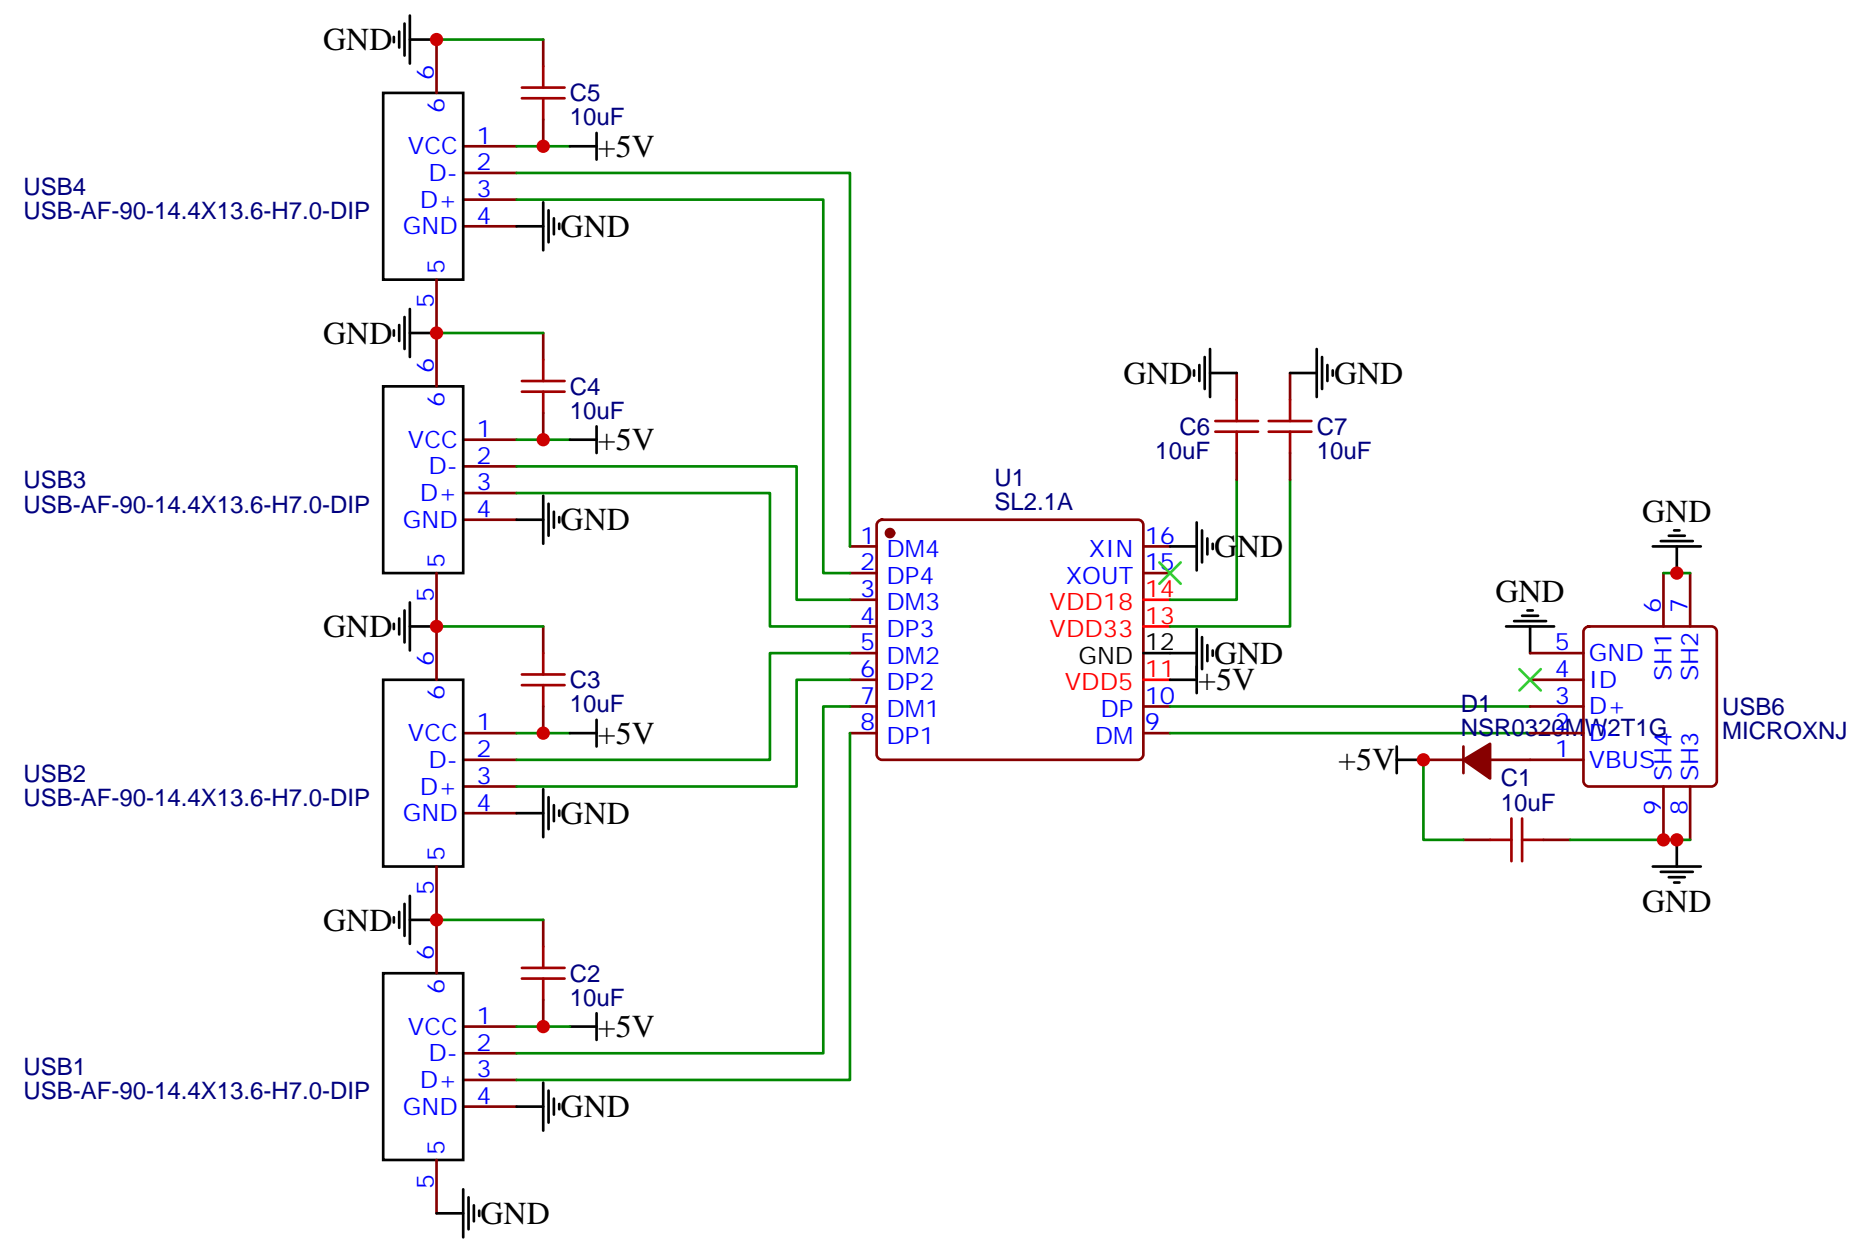 GND
6
6
C5
10uF
VCC 1 +5V
D- 2
D+ 3
GND 4 GND
5
5
USB4
USB-AF-90-14.4X13.6-H7.0-DIP
GND
6
6
C4
10uF
VCC 1 +5V
D- 2
D+ 3
GND 4 GND
5
5
USB3
USB-AF-90-14.4X13.6-H7.0-DIP
GND
6
6
C3
10uF
VCC 1 +5V
D- 2
D+ 3
GND 4 GND
5
5
USB2
USB-AF-90-14.4X13.6-H7.0-DIP
GND
6
6
C2
10uF
VCC 1 +5V
D- 2
D+ 3
GND 4 GND
5
5
USB1
USB-AF-90-14.4X13.6-H7.0-DIP
GND
U1
SL2.1A
1 DM4
2 DP4
3 DM3
4 DP3
5 DM2
6 DP2
7 DM1
8 DP1
XIN 16 GND
XOUT 15
VDD18 14
VDD33 13
GND 12 GND
VDD5 11 +5V
DP 10
DM 9
GND
C6
10uF
GND
C7
10uF
GND
6 7
SH1 SH2
GND
5 GND
4 ID
3 D+
2 D-
1 VBUS
SH4 SH3
9 8
USB6
MICROXNJ
D1
NSR0320MW2T1G
+5V
C1
10uF
GND